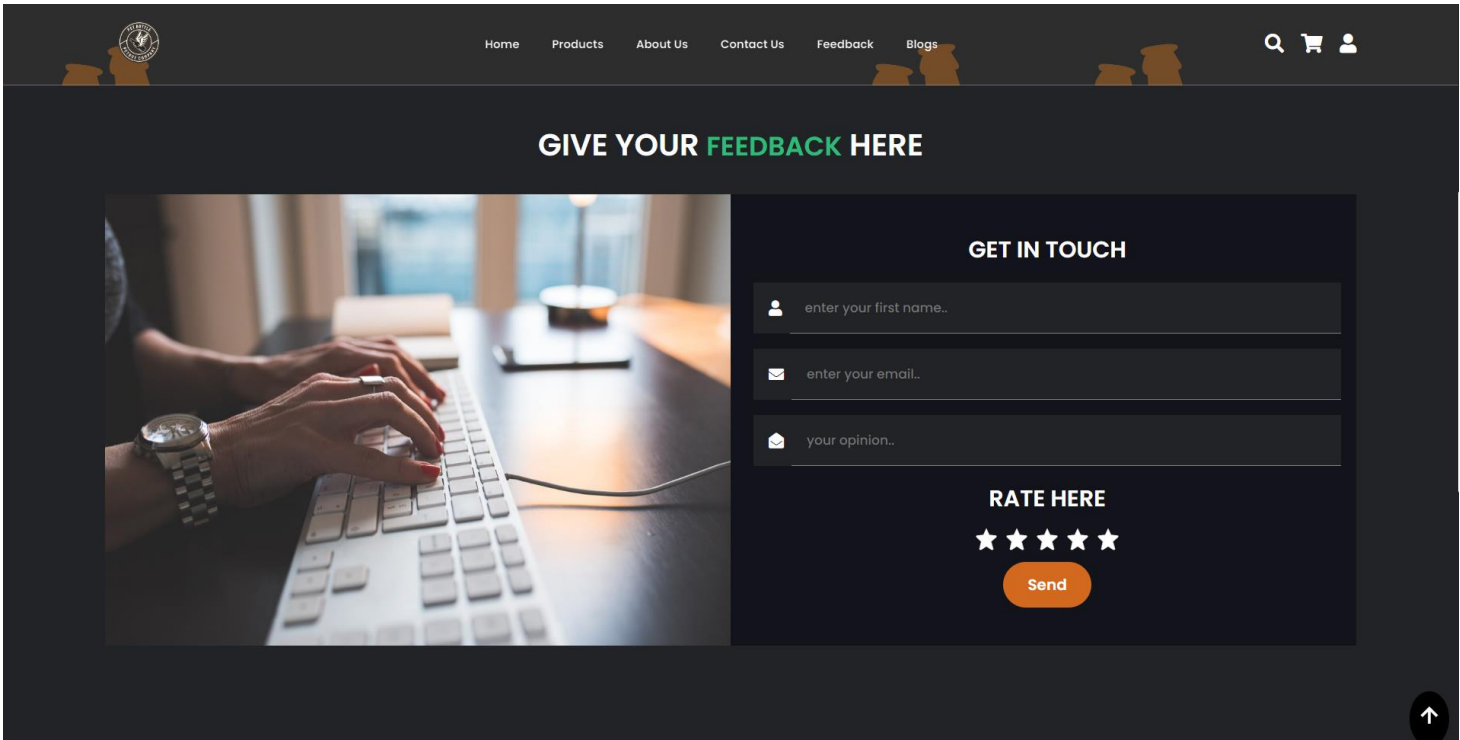 Home Products About Us Contact Us Feedback Blogs
GIVE YOUR FEEDBACK HERE
GET IN TOUCH
enter your first name..
enter your email..
your opinion..
RATE HERE
Send